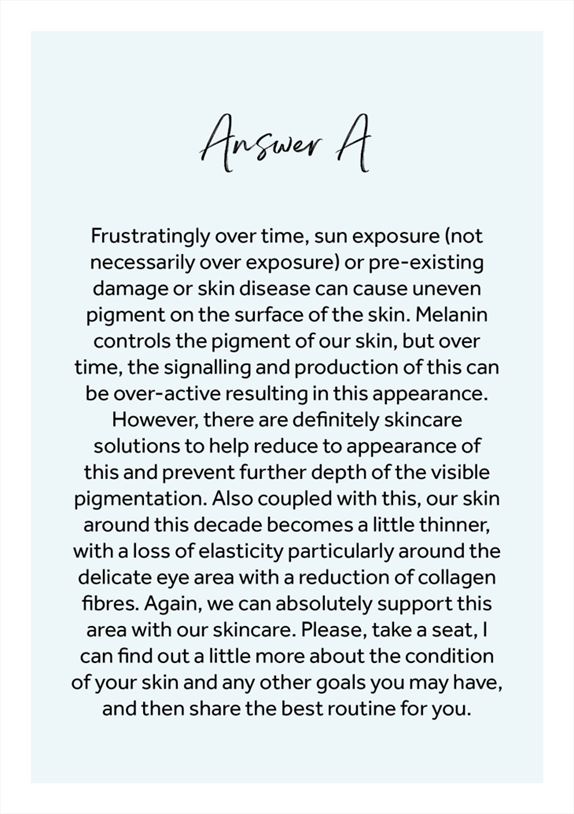 Answer A
Frustratingly over time, sun exposure (not
necessarily over exposure) or pre-existing
damage or skin disease can cause uneven
pigment on the surface of the skin. Melanin
controls the pigment of our skin, but over
time, the signalling and production of this can
be over-active resulting in this appearance.
However, there are definitely skincare
solutions to help reduce to appearance of
this and prevent further depth of the visible
pigmentation. Also coupled with this, our skin
around this decade becomes a little thinner,
with a loss of elasticity particularly around the
delicate eye area with a reduction of collagen
fibres. Again, we can absolutely support this
area with our skincare. Please, take a seat, I
can find out a little more about the condition
of your skin and any other goals you may have,
and then share the best routine for you.